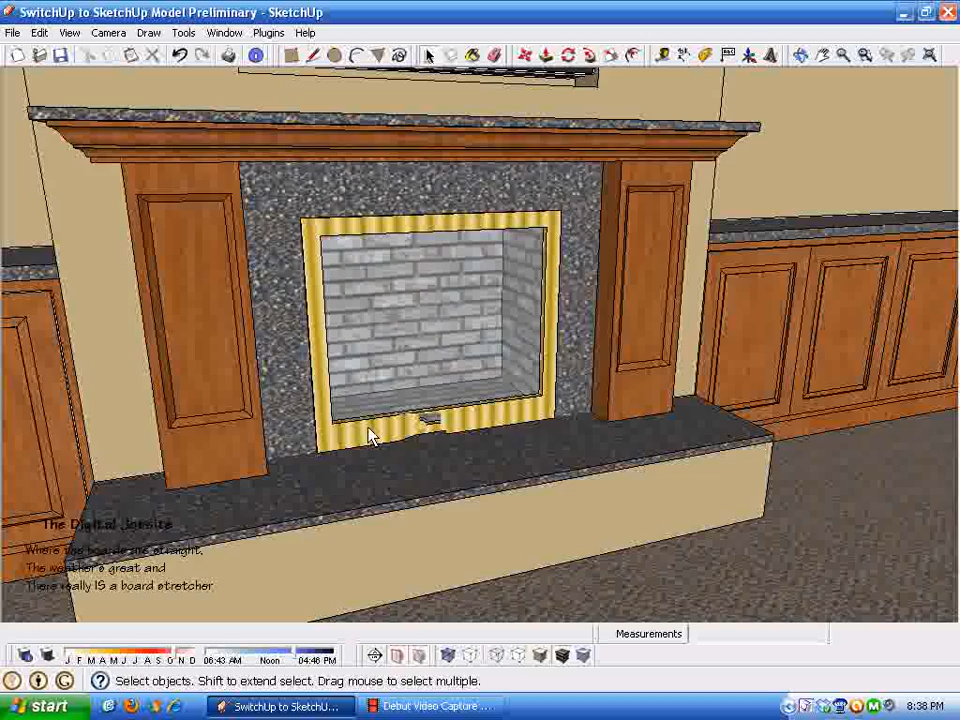 SwitchUp to SketchUp Model Preliminary - SketchUp
File Edit View Camera Draw Tools Window Plugins Help
The Digital Jobsite
Where the boards are straight,
The weather's great and
There really IS a board stretcher
Measurements
J F M A M J J A S O N D 06:43 AM Noon 04:46 PM
Select objects. Shift to extend select. Drag mouse to select multiple.
start SwitchUp to SketchU... Debut Video Capture ... 8:38 PM